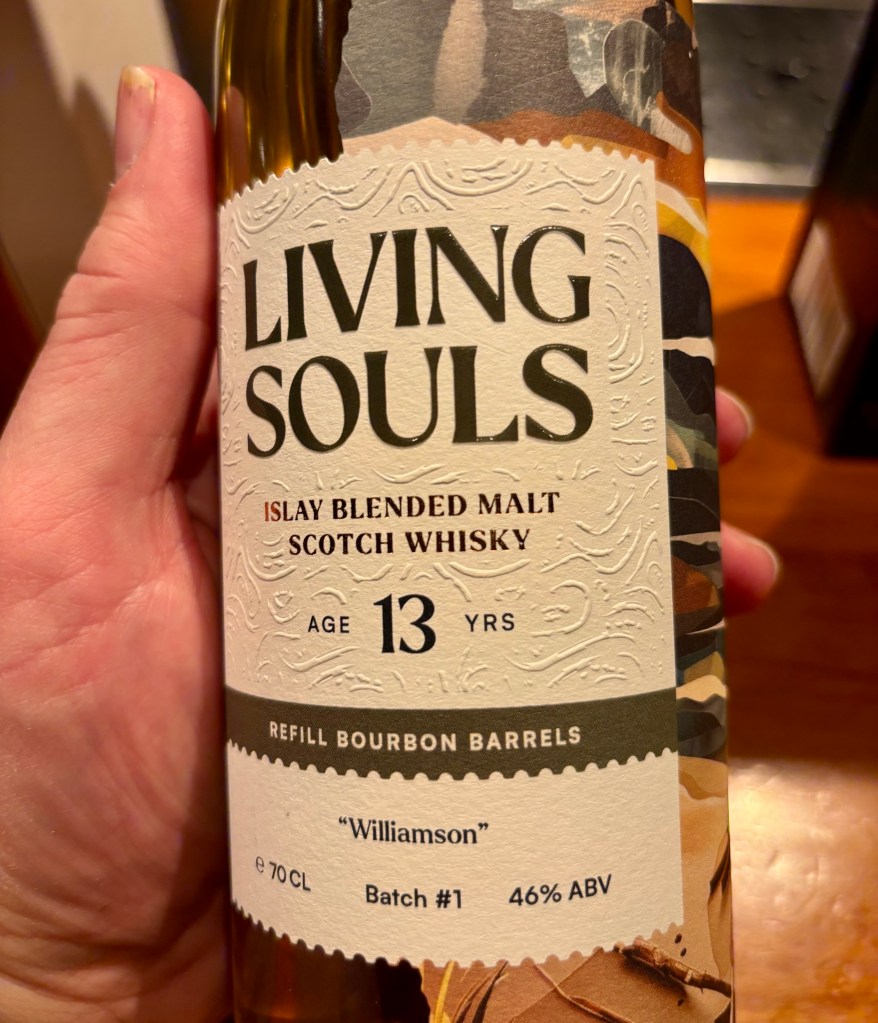 LIVING
SOULS
ISLAY BLENDED MALT
SCOTCH WHISKY
AGE 13 YRS
REFILL BOURBON BARRELS
“Williamson”
℮ 70 CL Batch #1 46% ABV